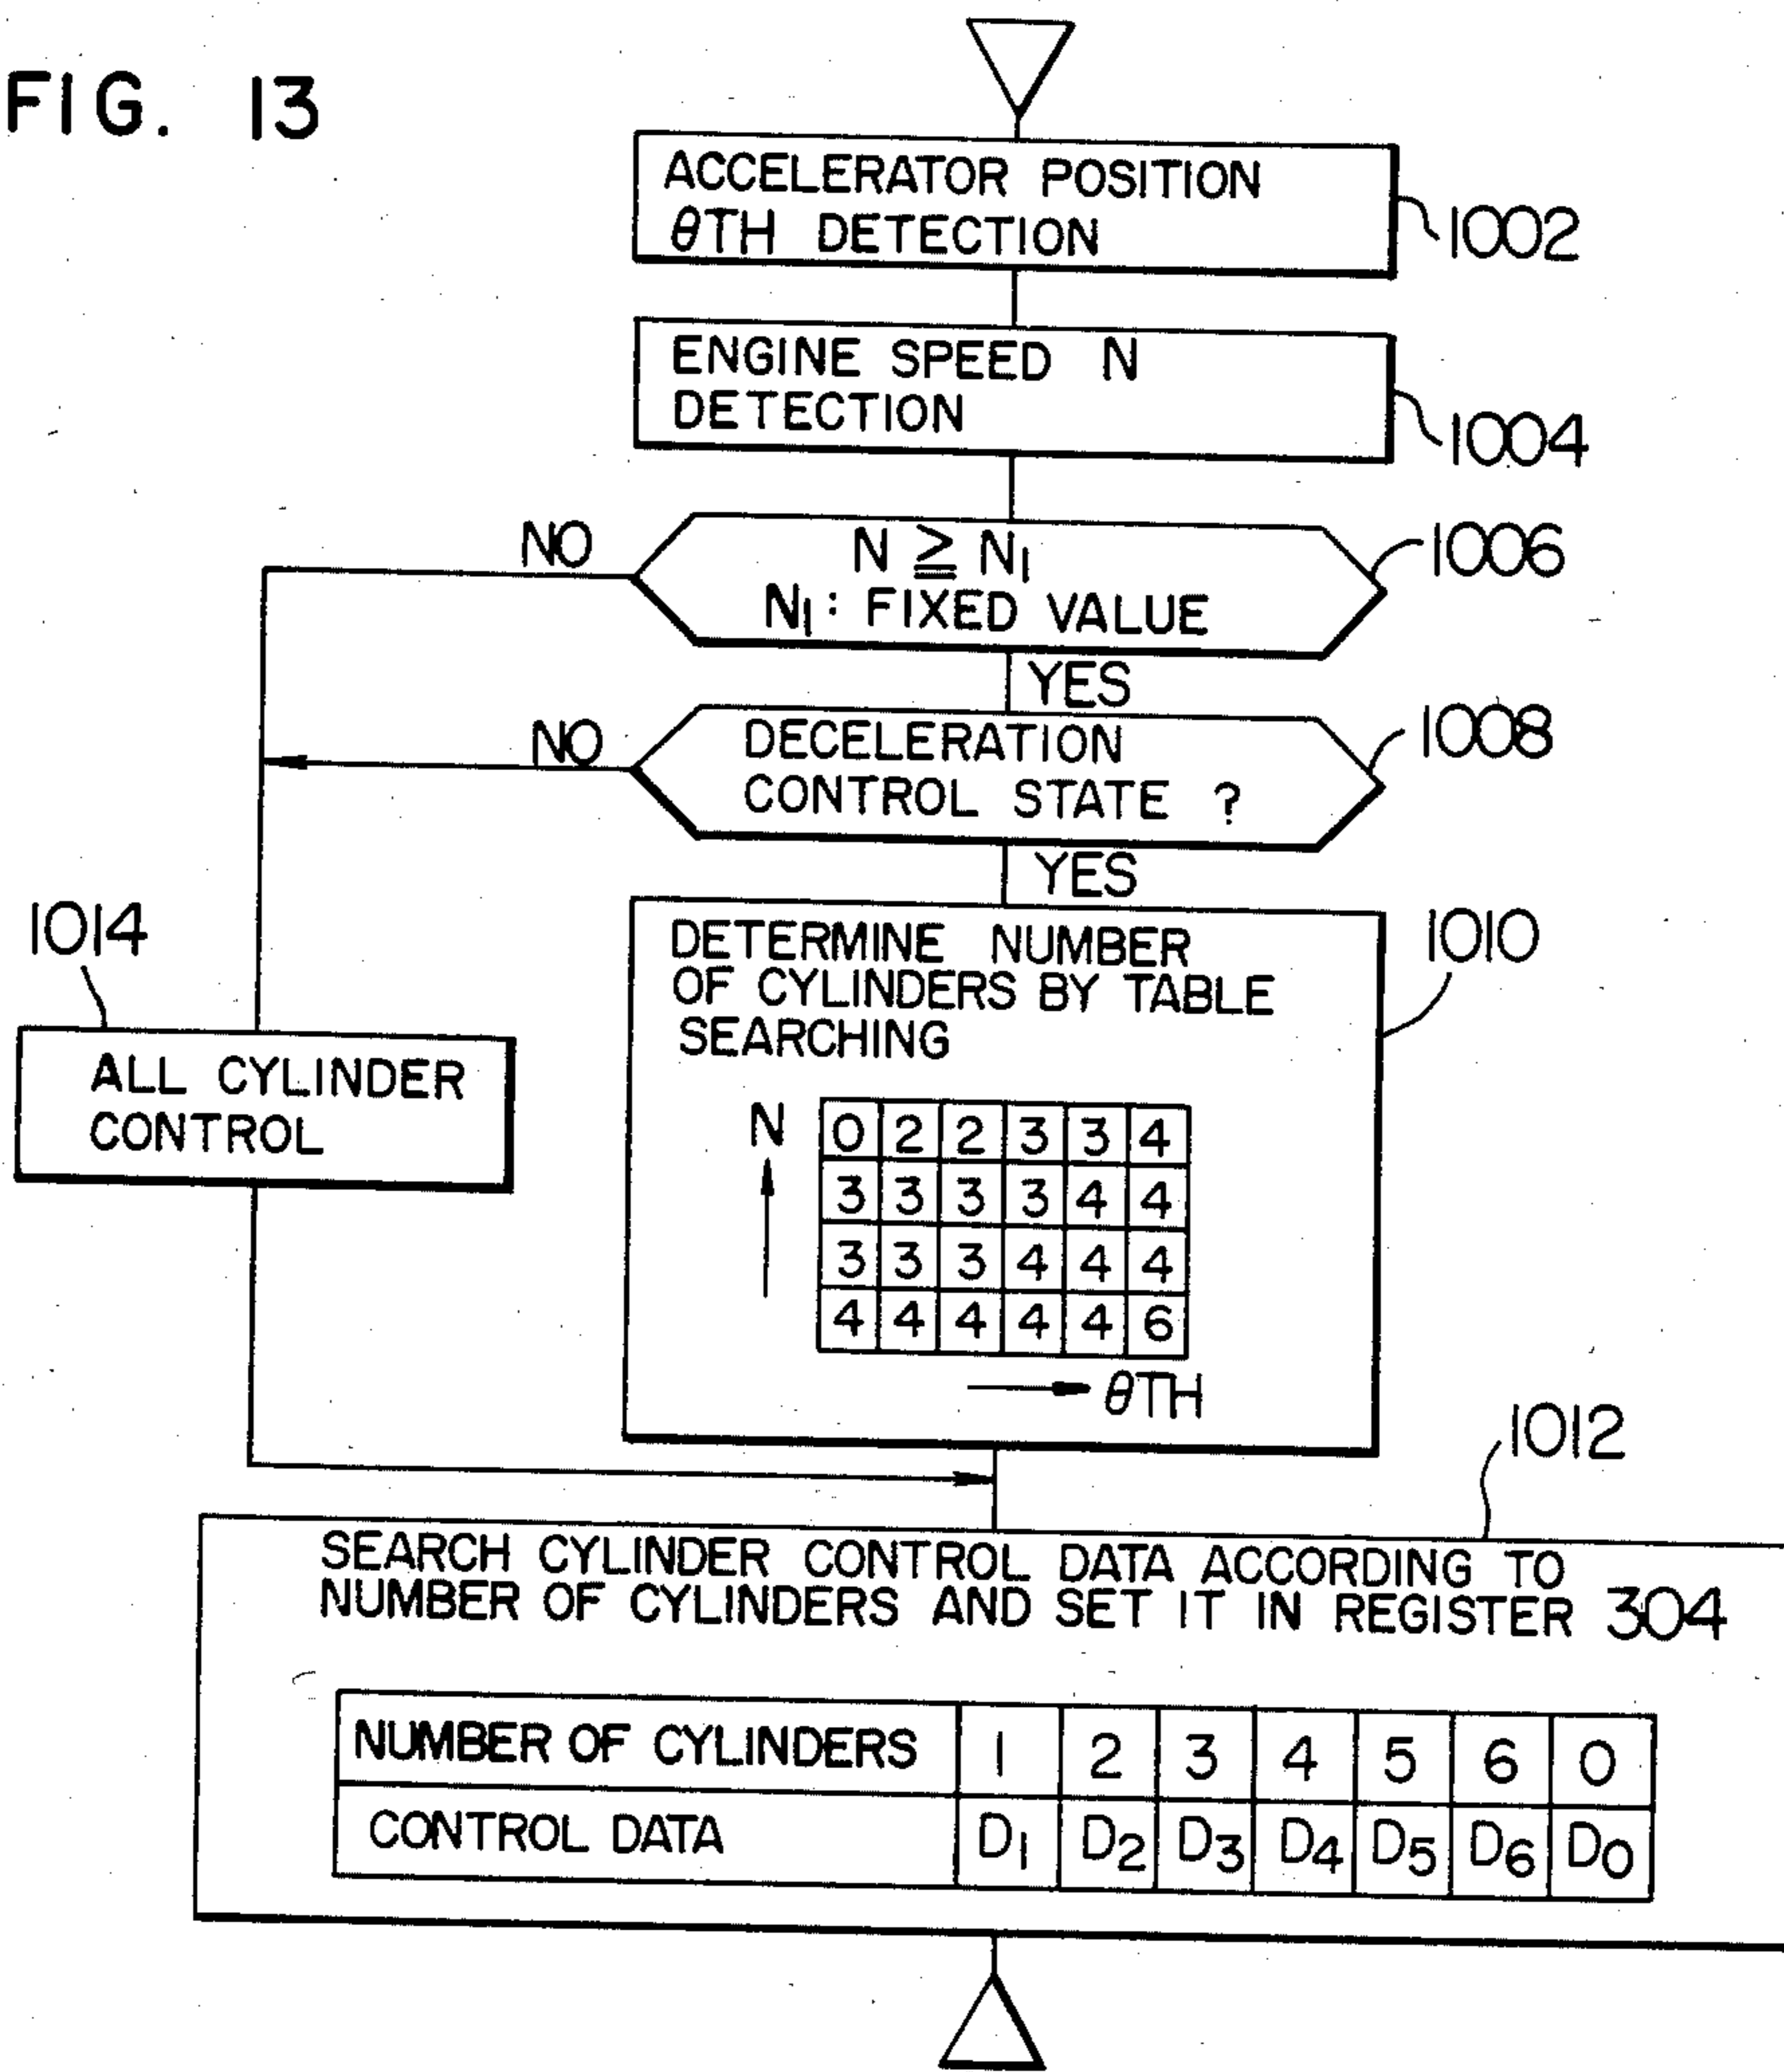 FIG. 13
ACCELERATOR POSITION
θTH DETECTION
1002
ENGINE SPEED N
DETECTION
1004
NO
N ≧ N1
N1: FIXED VALUE
1006
YES
NO
DECELERATION
CONTROL STATE ?
1008
YES
1014
ALL CYLINDER
CONTROL
DETERMINE NUMBER
OF CYLINDERS BY TABLE
SEARCHING
1010
N
0 2 2 3 3 4
3 3 3 3 4 4
3 3 3 4 4 4
4 4 4 4 4 6
θTH
1012
SEARCH CYLINDER CONTROL DATA ACCORDING TO
NUMBER OF CYLINDERS AND SET IT IN REGISTER 304
NUMBER OF CYLINDERS 1 2 3 4 5 6 0
CONTROL DATA D1 D2 D3 D4 D5 D6 D0